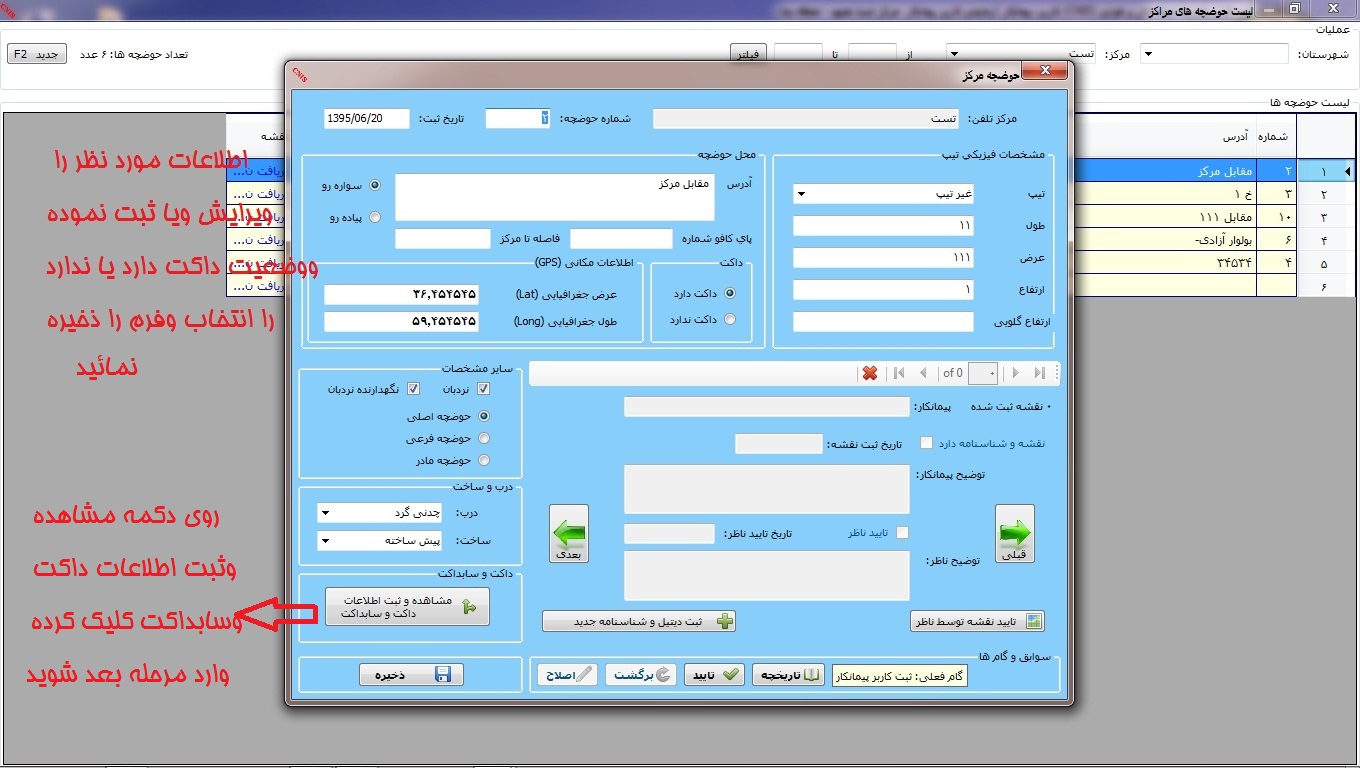 لیست حوضچه های مراکز
GNIS
عملیات
شهرستان:
مرکز: تست
از
تا
فیلتر
تعداد حوضچه ها: ۶ عدد
جدید F2
لیست حوضچه ها
شماره آدرس نقشه
۱ ۲ مقابل مرکز
۲ ۳ خ ۱
۳ ۱۰ مقابل ۱۱۱
۴ ۶ بولوار آزادی-
۵ ۴ ۳۴۵۳۴
۶
حوضچه مرکز
GNIS
مرکز تلفن: تست
شماره حوضچه: ۲
تاریخ ثبت: 1395/06/20
مشخصات فیزیکی تیپ
تیپ غیر تیپ
طول ۱۱
عرض ۱۱۱
ارتفاع ۱
ارتفاع گلویی
محل حوضچه
آدرس مقابل مرکز
سواره رو
پیاده رو
پای کافو شماره
فاصله تا مرکز
داکت
داکت دارد
داکت ندارد
اطلاعات مکانی (GPS)
عرض جغرافیایی (Lat) ۳۶,۴۵۴۵۴۵
طول جغرافیایی (Long) ۵۹,۴۵۴۵۴۵
of 0
۰ نقشه ثبت شده
پیمانکار:
نقشه و شناسنامه دارد
تاریخ ثبت نقشه:
توضیح پیمانکار:
تایید ناظر
تاریخ تایید ناظر:
توضیح ناظر:
قبلی
بعدی
تایید نقشه توسط ناظر
ثبت دیتیل و شناسنامه جدید
سایر مشخصات
نردبان
نگهدارنده نردبان
حوضچه اصلی
حوضچه فرعی
حوضچه مادر
درب و ساخت
درب: چدنی گرد
ساخت: پیش ساخته
داکت و سابداکت
مشاهده و ثبت اطلاعات
داکت و سابداکت
سوابق و گام ها
گام فعلی: ثبت کاربر پیمانکار
تاریخچه
تایید
برگشت
اصلاح
ذخیره
اطلاعات مورد نظر را
ویرایش ویا ثبت نموده
ووضعیت داکت دارد یا ندارد
را انتخاب وفرم را ذخیره
نمائید
روی دکمه مشاهده
وثبت اطلاعات داکت
وسابداکت کلیک کرده
وارد مرحله بعد شوید